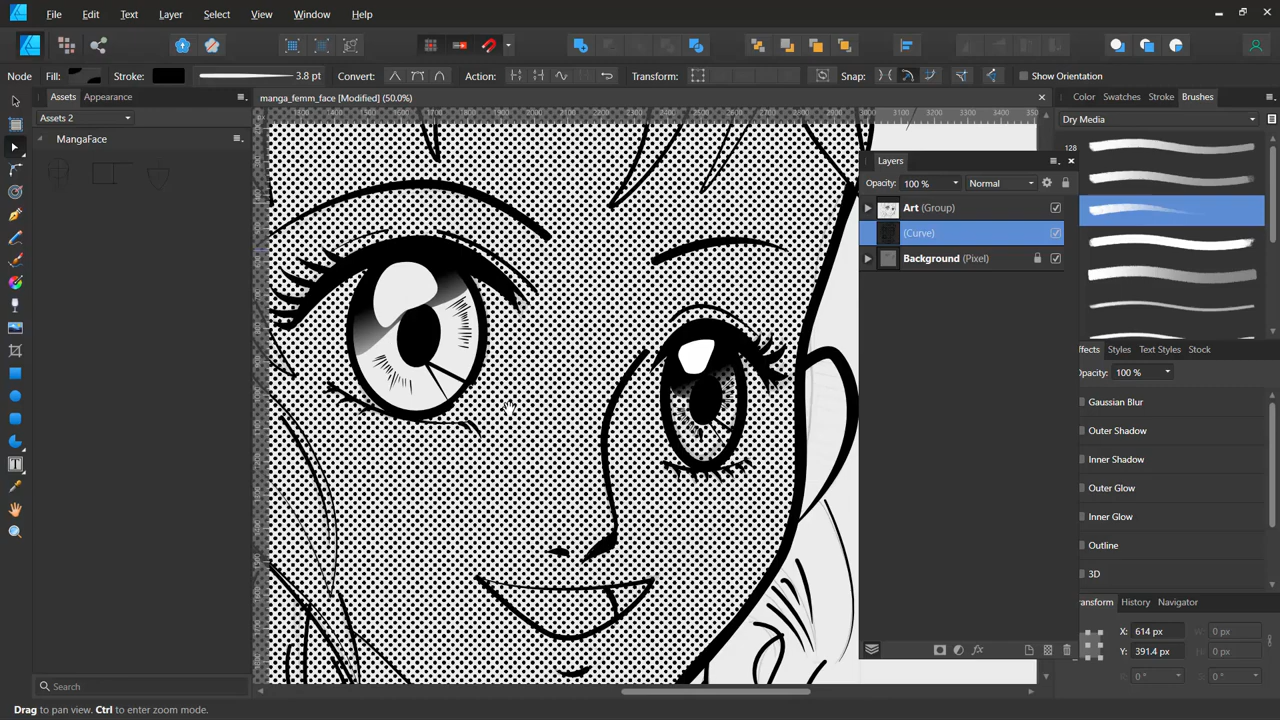 File Edit Text Layer Select View Window Help
Node Fill: Stroke: 3.8 pt Convert: Action: Transform: Snap: Show Orientation
Assets Appearance
manga_femm_face [Modified] (50.0%)
Color Swatches Stroke Brushes
Assets 2
Dry Media
MangaFace
128
Layers
Opacity: 100 % Normal
Art (Group)
(Curve)
Background (Pixel)
Styles Text Styles Stock
Opacity: 100 %
Gaussian Blur
Outer Shadow
Inner Shadow
Outer Glow
Inner Glow
Outline
3D
History Navigator
X: 614 px W: 0 px
Y: 391.4 px H: 0 px
R: 0 ° S: 0 °
Search
Drag to pan view. Ctrl to enter zoom mode.